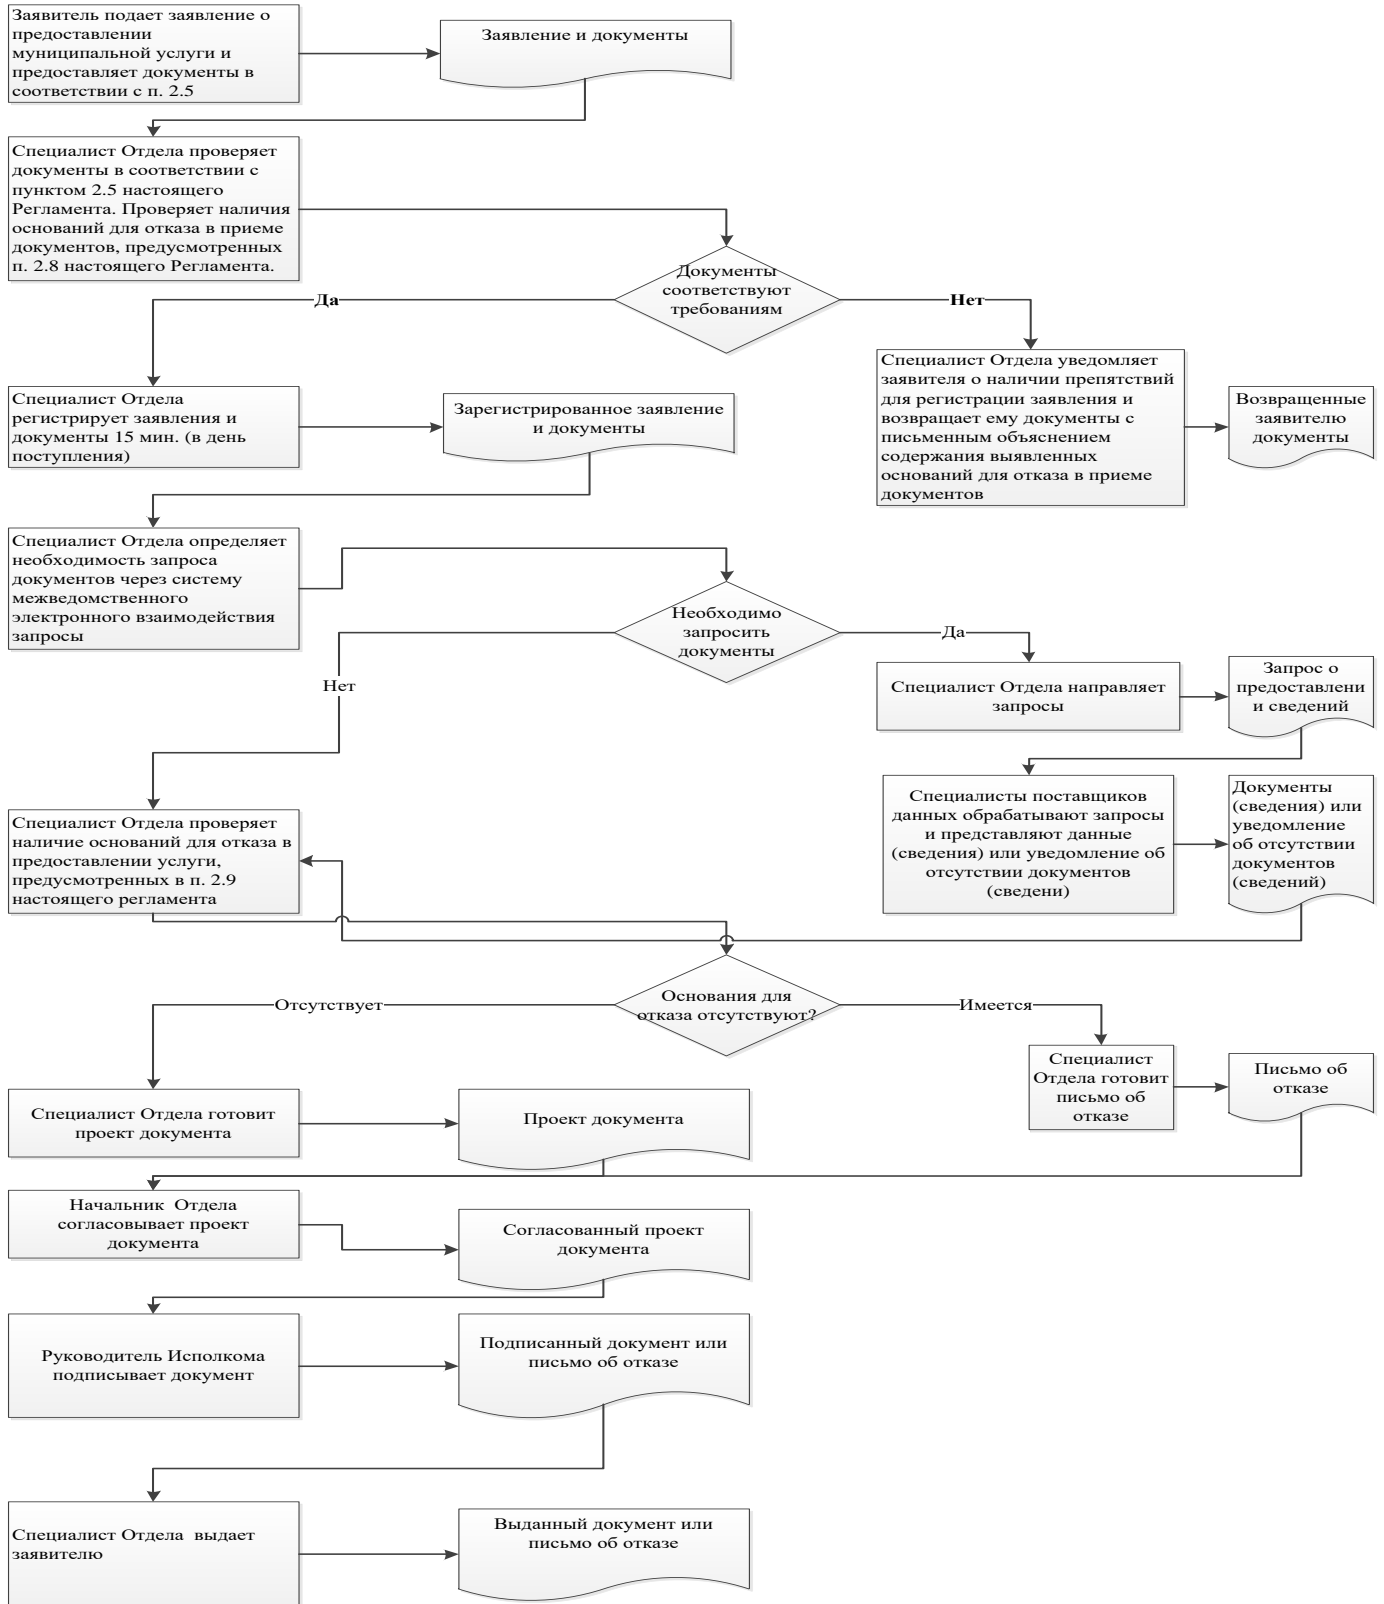 Заявитель подает заявление о
предоставлении
муниципальной услуги и
предоставляет документы в
соответствии с п. 2.5
Заявление и документы
Специалист Отдела проверяет
документы в соответствии с
пунктом 2.5 настоящего
Регламента. Проверяет наличия
оснований для отказа в приеме
документов, предусмотренных
п. 2.8 настоящего Регламента.
Документы
соответствуют
требованиям
Да
Нет
Специалист Отдела
регистрирует заявления и
документы 15 мин. (в день
поступления)
Зарегистрированное заявление
и документы
Специалист Отдела уведомляет
заявителя о наличии препятствий
для регистрации заявления и
возвращает ему документы с
письменным объяснением
содержания выявленных
оснований для отказа в приеме
документов
Возвращенные
заявителю
документы
Специалист Отдела определяет
необходимость запроса
документов через систему
межведомственного
электронного взаимодействия
запросы
Необходимо
запросить
документы
Да
Нет
Специалист Отдела направляет
запросы
Запрос о
предоставлени
и сведений
Специалисты поставщиков
данных обрабатывают запросы
и представляют данные
(сведения) или уведомление об
отсутствии документов
(сведени)
Документы
(сведения) или
уведомление
об отсутствии
документов
(сведений)
Специалист Отдела проверяет
наличие оснований для отказа в
предоставлении услуги,
предусмотренных в п. 2.9
настоящего регламента
Основания для
отказа отсутствуют?
Отсутствует
Имеется
Специалист
Отдела готовит
письмо об
отказе
Письмо об
отказе
Специалист Отдела готовит
проект документа
Проект документа
Начальник  Отдела
согласовывает проект
документа
Согласованный проект
документа
Руководитель Исполкома
подписывает документ
Подписанный документ или
письмо об отказе
Специалист Отдела  выдает
заявителю
Выданный документ или
письмо об отказе